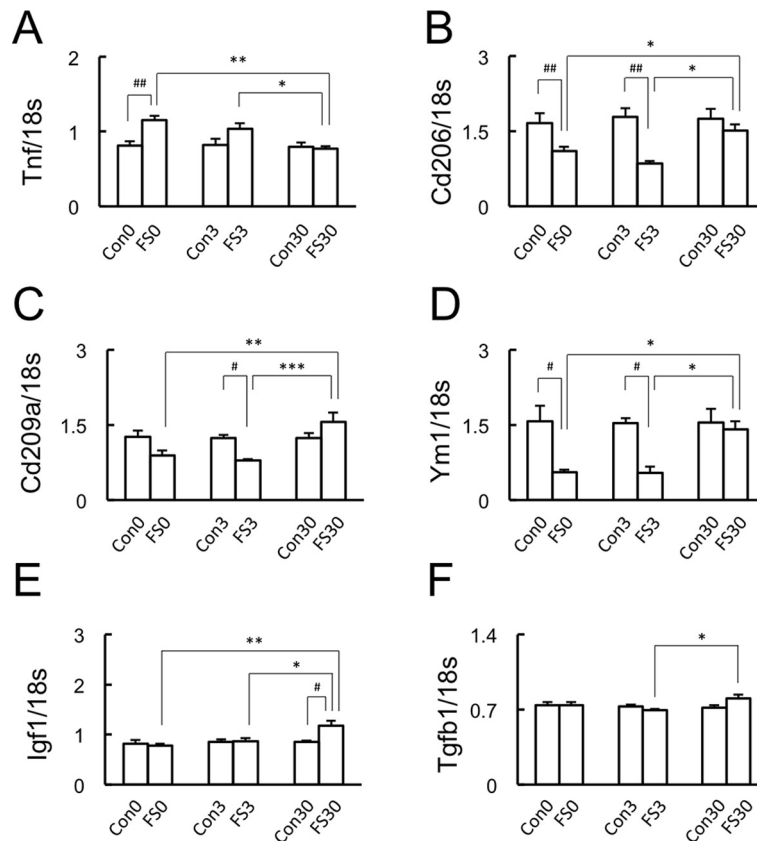 A
Tnf/18s
2
1
0
##
**
*
Con0 FS0 Con3 FS3 Con30 FS30
B
Cd206/18s
3
1.5
0
##
##
*
*
Con0 FS0 Con3 FS3 Con30 FS30
C
Cd209a/18s
3
1.5
0
**
#
***
Con0 FS0 Con3 FS3 Con30 FS30
D
Ym1/18s
3
1.5
0
#
#
*
*
Con0 FS0 Con3 FS3 Con30 FS30
E
Igf1/18s
3
2
1
0
**
*
#
Con0 FS0 Con3 FS3 Con30 FS30
F
Tgfb1/18s
1.4
0.7
0
*
Con0 FS0 Con3 FS3 Con30 FS30